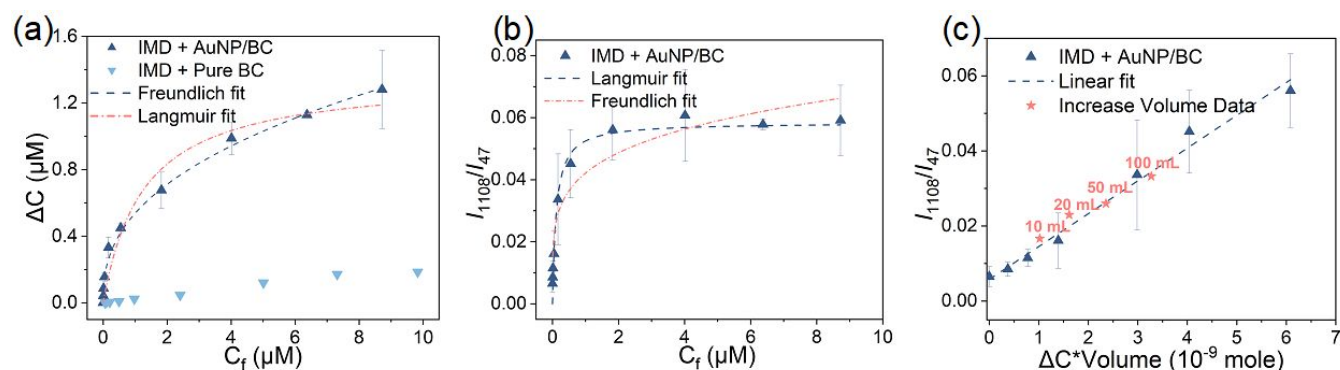 (a)
1.6
1.2
0.8
0.4
0.0
ΔC (μM)
IMD + AuNP/BC
IMD + Pure BC
Freundlich fit
Langmuir fit
0 2 4 6 8 10
C_f (μM)
(b)
0.08
0.06
0.04
0.02
0.00
I_1108/I_47
IMD + AuNP/BC
Langmuir fit
Freundlich fit
0 2 4 6 8 10
C_f (μM)
(c)
0.06
0.04
0.02
0.00
I_1108/I_47
IMD + AuNP/BC
Linear fit
Increase Volume Data
100 mL
50 mL
20 mL
10 mL
0 1 2 3 4 5 6 7
ΔC*Volume (10⁻⁹ mole)